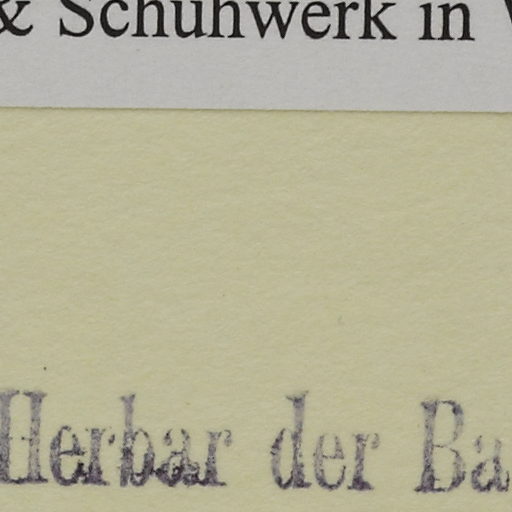 & Schuhwerk in
Herbar der Ba